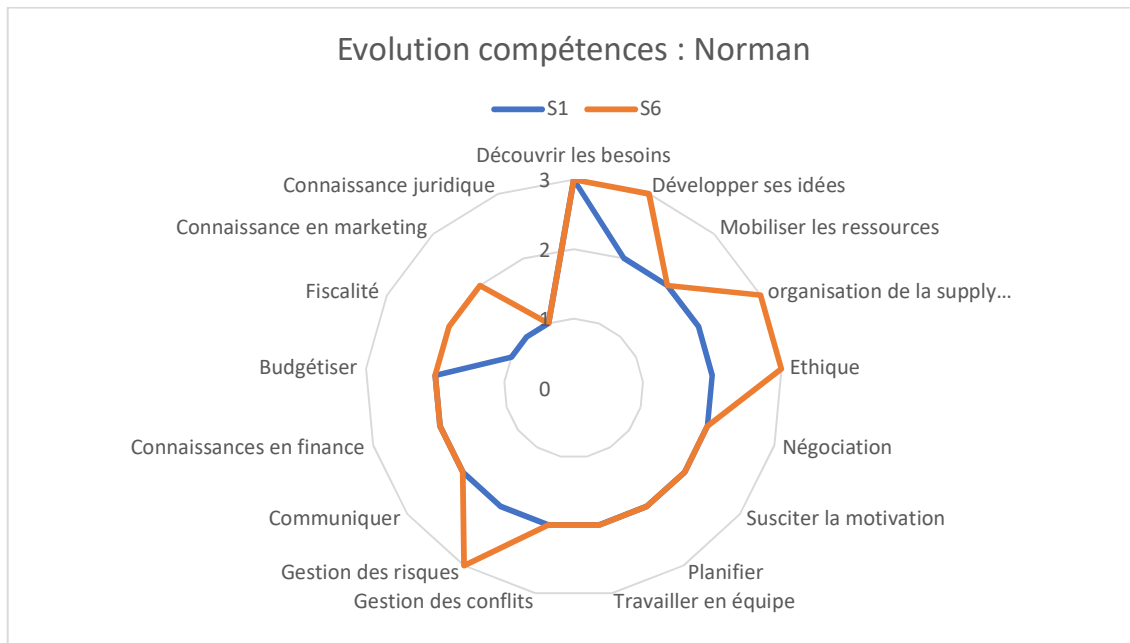 Evolution compétences : Norman
S1 S6
Découvrir les besoins
Développer ses idées
Mobiliser les ressources
organisation de la supply...
Ethique
Négociation
Susciter la motivation
Planifier
Travailler en équipe
Gestion des conflits
Gestion des risques
Communiquer
Connaissances en finance
Budgétiser
Fiscalité
Connaissance en marketing
Connaissance juridique
3
2
1
0